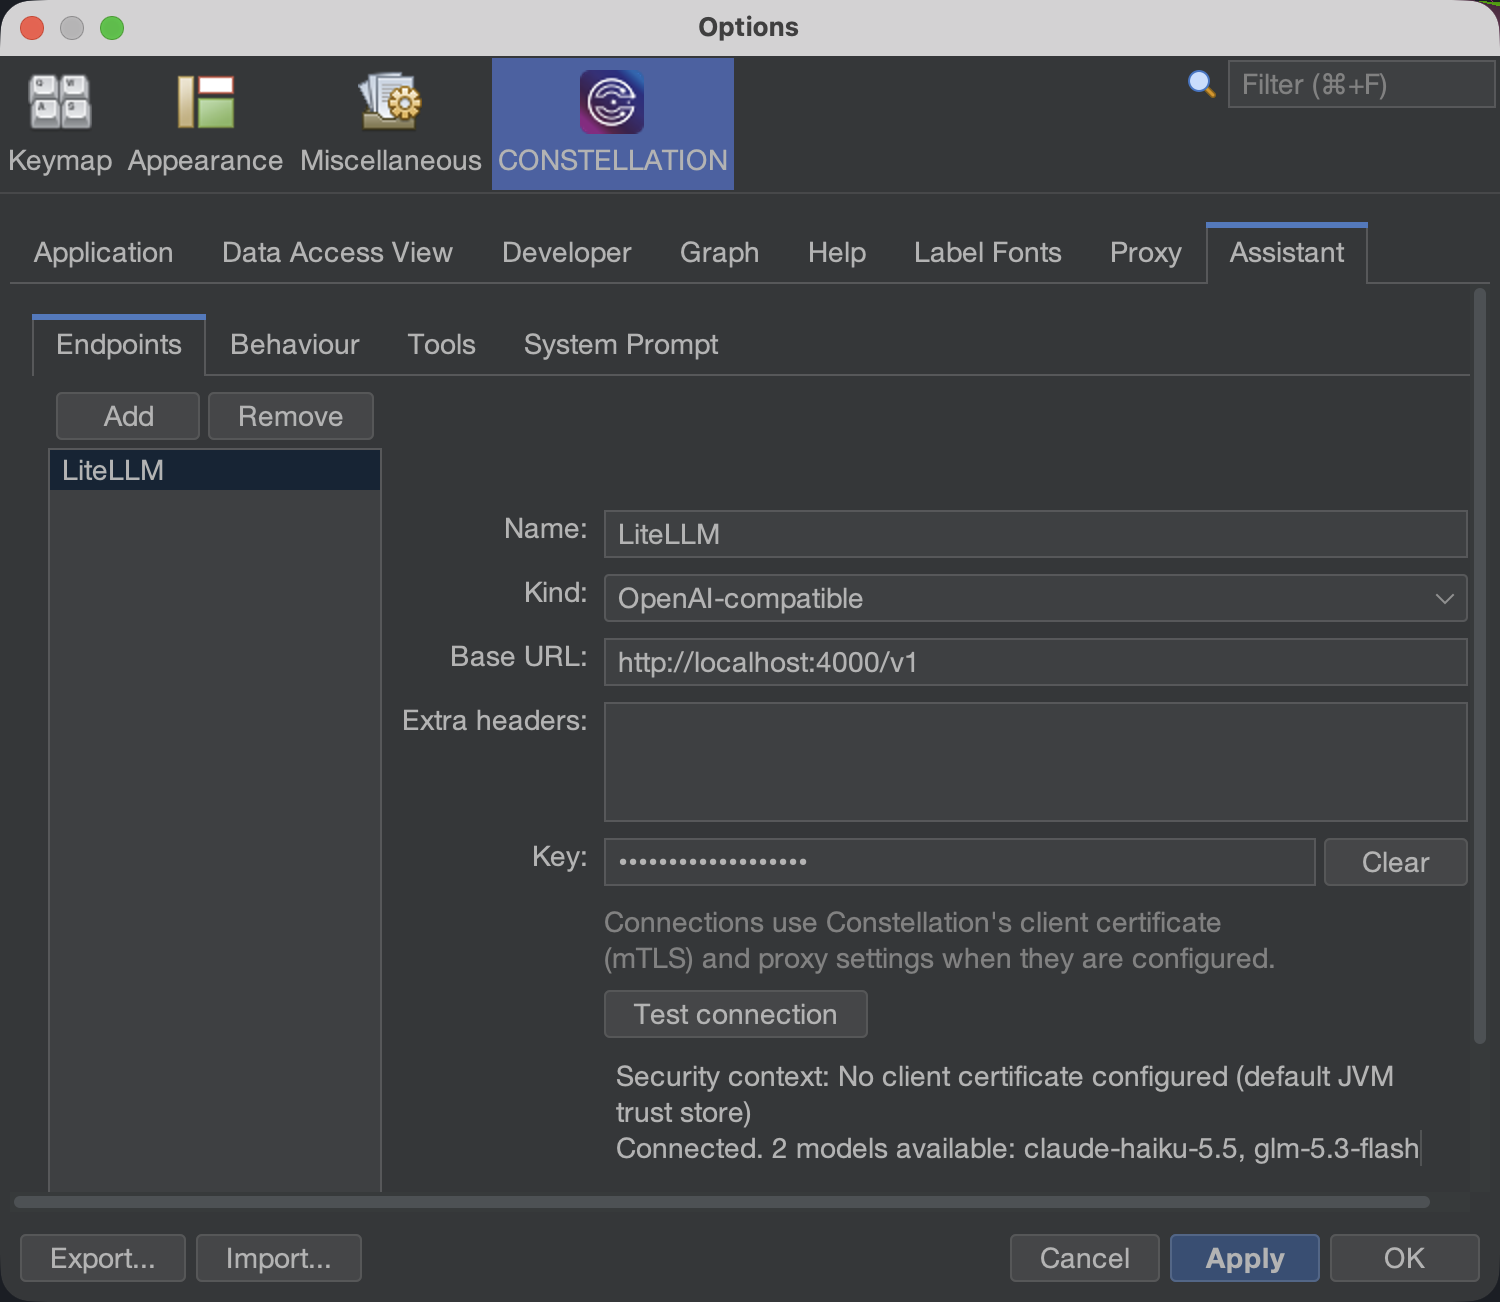 Options
Keymap
Appearance
Miscellaneous
CONSTELLATION
Filter (⌘+F)
Application
Data Access View
Developer
Graph
Help
Label Fonts
Proxy
Assistant
Endpoints
Behaviour
Tools
System Prompt
Add
Remove
LiteLLM
Name:
LiteLLM
Kind:
OpenAI-compatible
Base URL:
http://localhost:4000/v1
Extra headers:
Key:
•••••••••••••••••••
Clear
Connections use Constellation's client certificate
(mTLS) and proxy settings when they are configured.
Test connection
Security context: No client certificate configured (default JVM
trust store)
Connected. 2 models available: claude-haiku-5.5, glm-5.3-flash
Export...
Import...
Cancel
Apply
OK